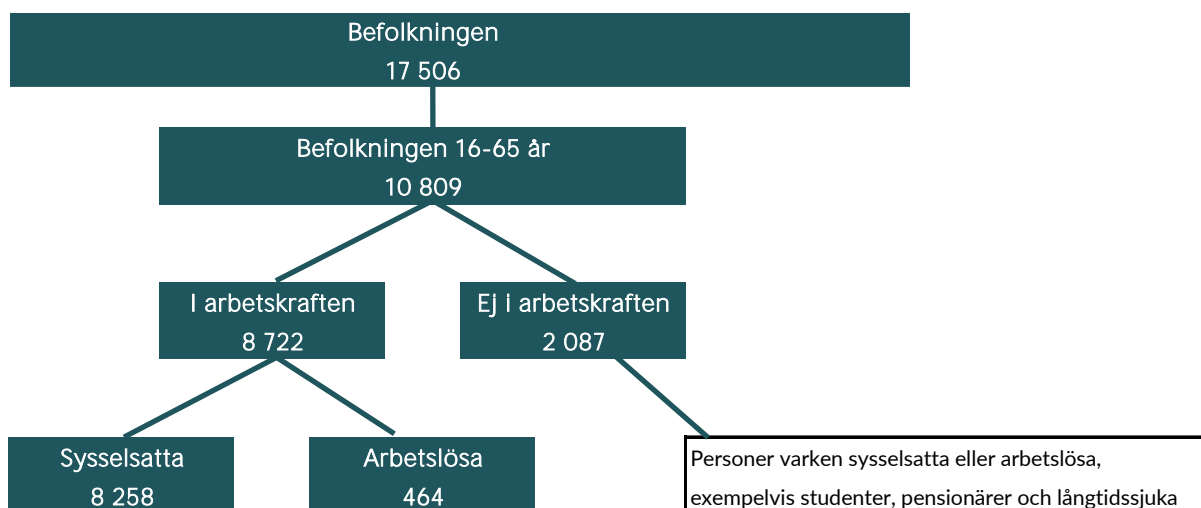 Befolkningen
17 506
Befolkningen 16-65 år
10 809
I arbetskraften
8 722
Ej i arbetskraften
2 087
Sysselsatta
8 258
Arbetslösa
464
Personer varken sysselsatta eller arbetslösa,
exempelvis studenter, pensionärer och långtidssjuka